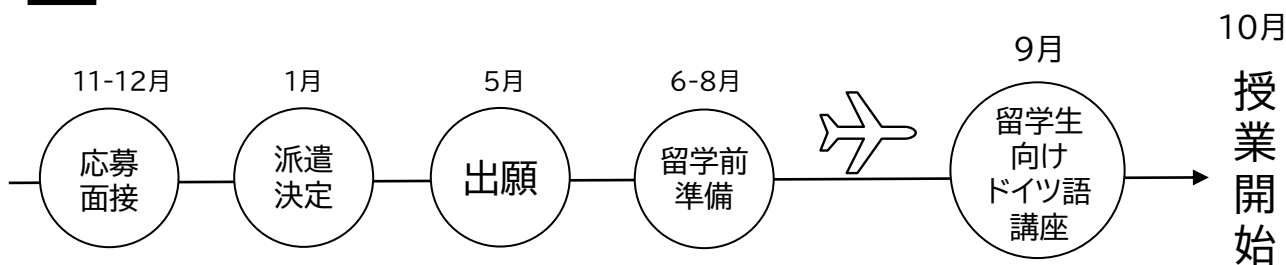 11-12月
応募
面接
1月
派遣
決定
5月
出願
6-8月
留学前
準備
9月
留学生
向け
ドイツ語
講座
10月
授業開始